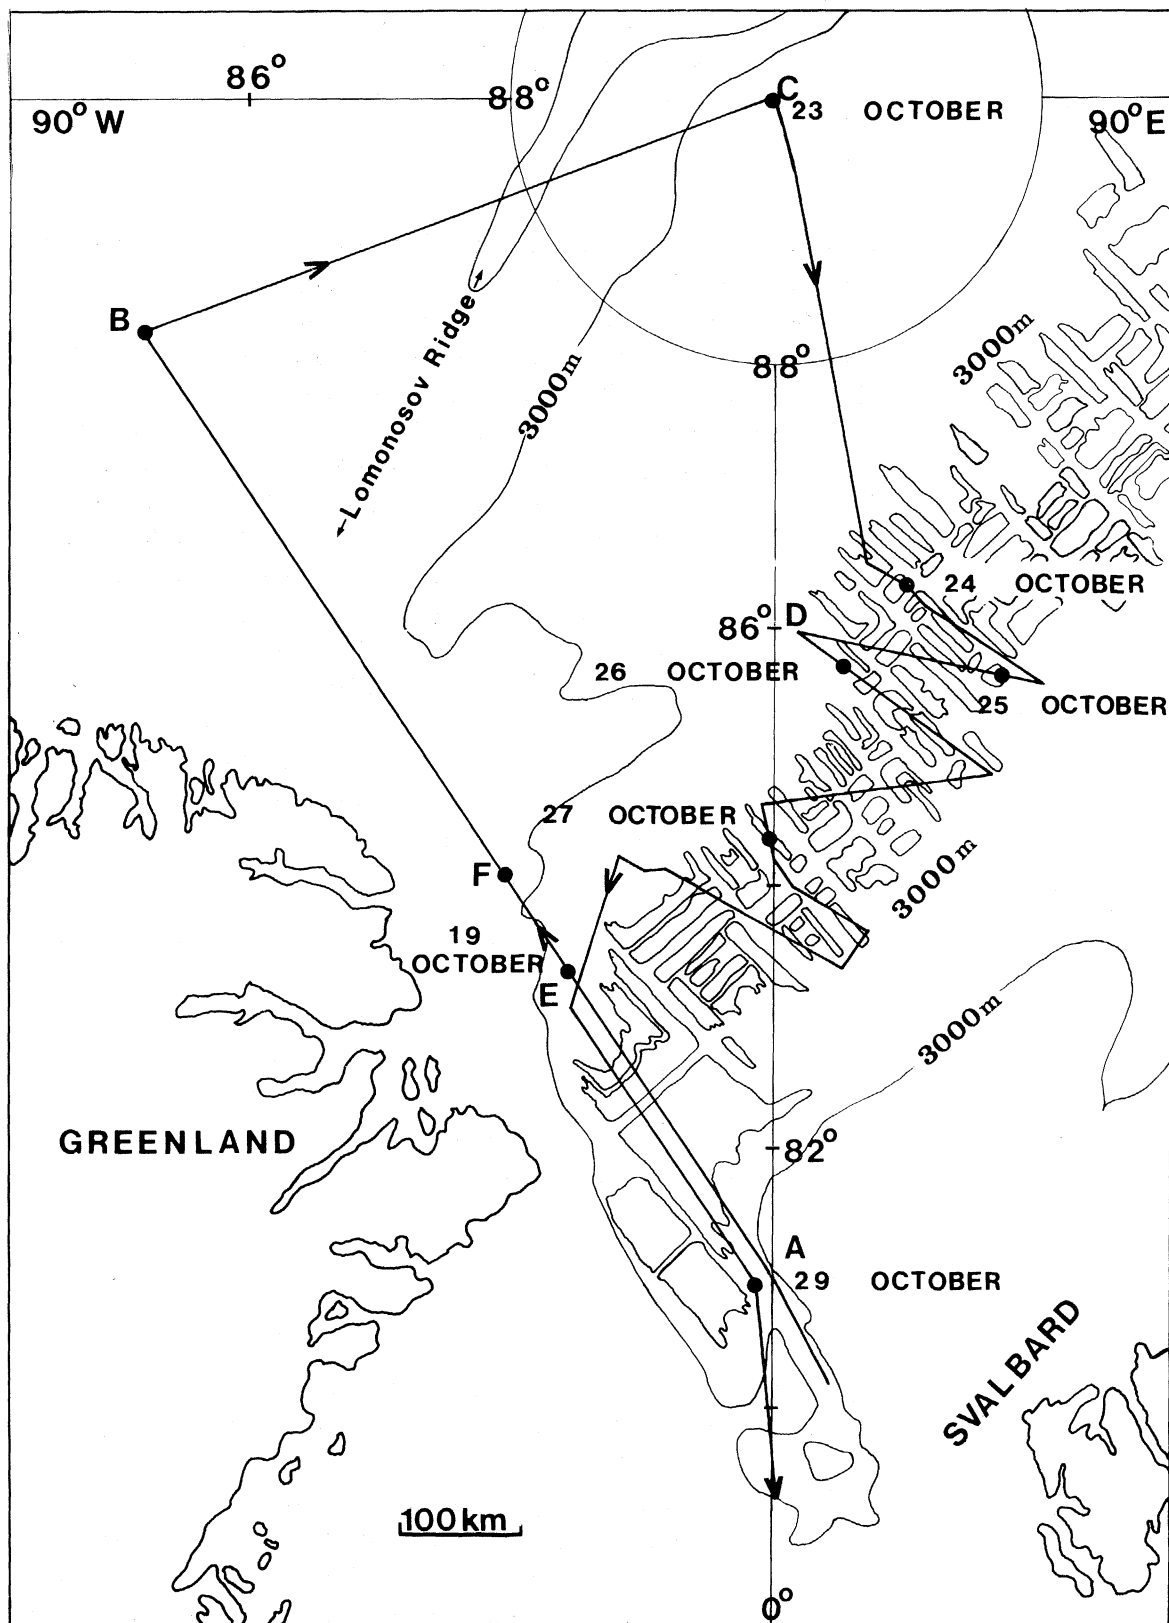 86°
88°
C
90° W
23 OCTOBER
90° E
B
Lomonosov Ridge
3000m
3000m
88°
24 OCTOBER
86° D
26 OCTOBER
25 OCTOBER
27 OCTOBER
F
3000m
19
OCTOBER
E
3000m
GREENLAND
82°
A
29 OCTOBER
SVALBARD
100 km
0°